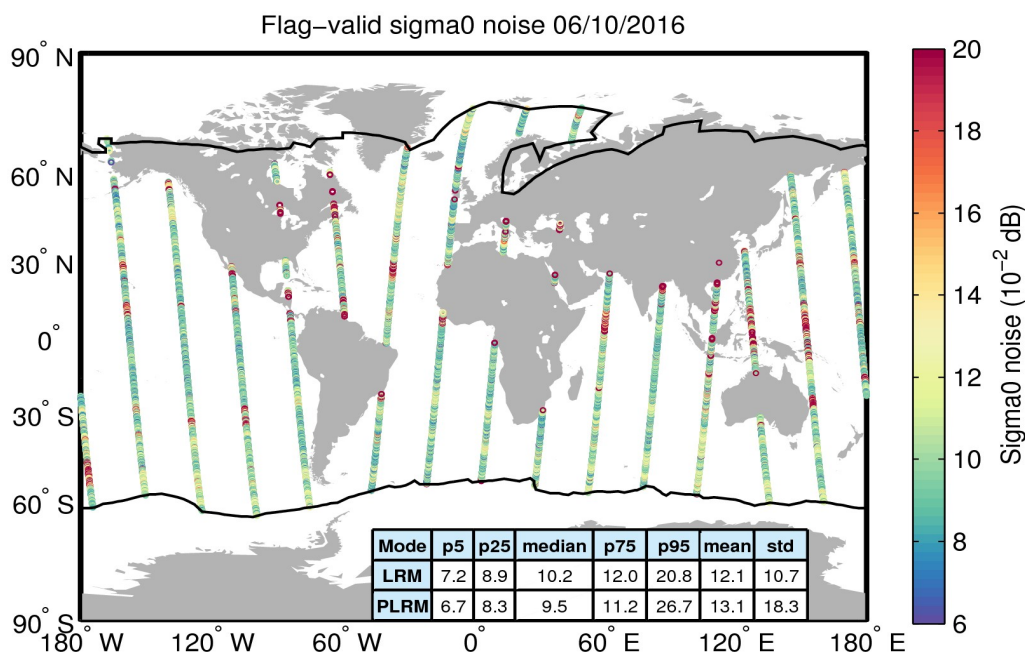 Flag−valid sigma0 noise 06/10/2016
90° N
60° N
30° N
0°
30° S
60° S
90° S
180° W
120° W
60° W
0°
60° E
120° E
180° E
Mode p5 p25 median p75 p95 mean std
LRM 7.2 8.9 10.2 12.0 20.8 12.1 10.7
PLRM 6.7 8.3 9.5 11.2 26.7 13.1 18.3
20
18
16
14
12
10
8
6
Sigma0 noise (10⁻² dB)